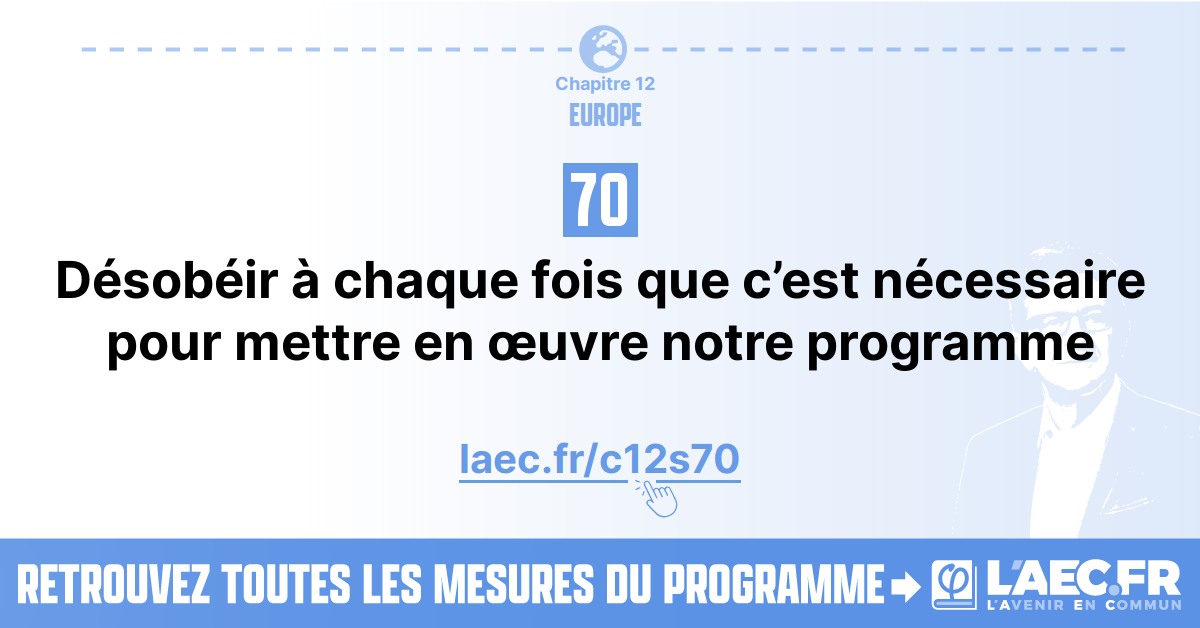 Chapitre 12
EUROPE
70
Désobéir à chaque fois que c’est nécessaire
pour mettre en œuvre notre programme
laec.fr/c12s70
RETROUVEZ TOUTES LES MESURES DU PROGRAMME
φ L'AEC.FR
L'AVENIR EN COMMUN